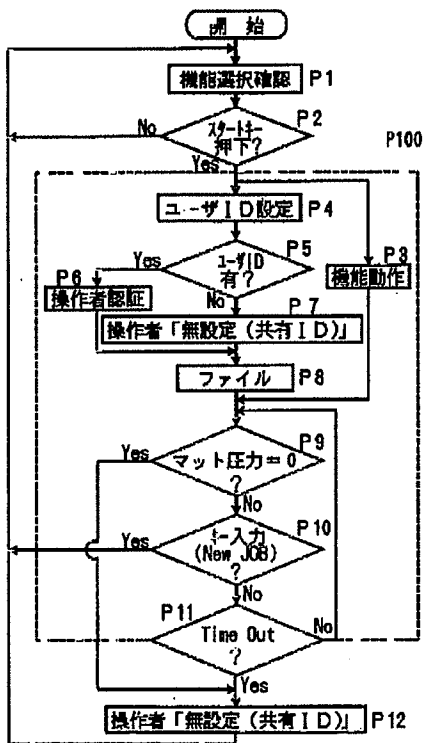 開 始
機能選択確認 P1
No スタートキー押下? P2
Yes
P100
ユーザID設定 P4
Yes ユーザID有? P5
No
P3
機能動作
P6
操作者認証
P7
操作者「無設定(共有ID)」
ファイル P8
Yes マット圧力=0? P9
No
Yes キー入力(New JOB)? P10
No
P11 Time Out? No
Yes
操作者「無設定(共有ID)」 P12